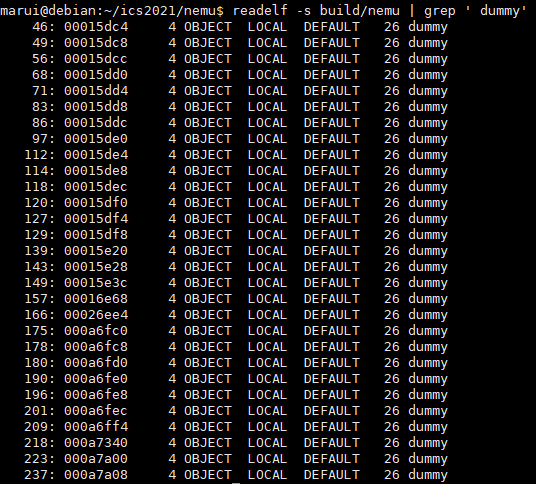 marui@debian:~/ics2021/nemu$ readelf -s build/nemu | grep ' dummy'
46: 00015dc4 4 OBJECT LOCAL DEFAULT 26 dummy
49: 00015dc8 4 OBJECT LOCAL DEFAULT 26 dummy
56: 00015dcc 4 OBJECT LOCAL DEFAULT 26 dummy
68: 00015dd0 4 OBJECT LOCAL DEFAULT 26 dummy
71: 00015dd4 4 OBJECT LOCAL DEFAULT 26 dummy
83: 00015dd8 4 OBJECT LOCAL DEFAULT 26 dummy
86: 00015ddc 4 OBJECT LOCAL DEFAULT 26 dummy
97: 00015de0 4 OBJECT LOCAL DEFAULT 26 dummy
112: 00015de4 4 OBJECT LOCAL DEFAULT 26 dummy
114: 00015de8 4 OBJECT LOCAL DEFAULT 26 dummy
118: 00015dec 4 OBJECT LOCAL DEFAULT 26 dummy
120: 00015df0 4 OBJECT LOCAL DEFAULT 26 dummy
127: 00015df4 4 OBJECT LOCAL DEFAULT 26 dummy
129: 00015df8 4 OBJECT LOCAL DEFAULT 26 dummy
139: 00015e20 4 OBJECT LOCAL DEFAULT 26 dummy
143: 00015e28 4 OBJECT LOCAL DEFAULT 26 dummy
149: 00015e3c 4 OBJECT LOCAL DEFAULT 26 dummy
157: 00016e68 4 OBJECT LOCAL DEFAULT 26 dummy
166: 00026ee4 4 OBJECT LOCAL DEFAULT 26 dummy
175: 000a6fc0 4 OBJECT LOCAL DEFAULT 26 dummy
178: 000a6fc8 4 OBJECT LOCAL DEFAULT 26 dummy
180: 000a6fd0 4 OBJECT LOCAL DEFAULT 26 dummy
190: 000a6fe0 4 OBJECT LOCAL DEFAULT 26 dummy
196: 000a6fe8 4 OBJECT LOCAL DEFAULT 26 dummy
201: 000a6fec 4 OBJECT LOCAL DEFAULT 26 dummy
209: 000a6ff4 4 OBJECT LOCAL DEFAULT 26 dummy
218: 000a7340 4 OBJECT LOCAL DEFAULT 26 dummy
223: 000a7a00 4 OBJECT LOCAL DEFAULT 26 dummy
237: 000a7a08 4 OBJECT LOCAL DEFAULT 26 dummy